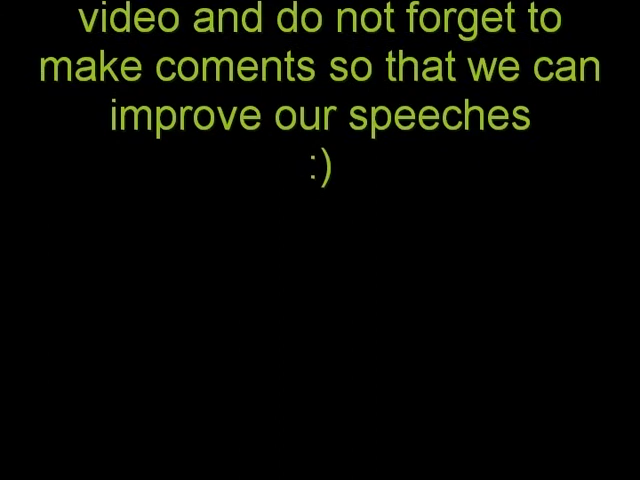 video and do not forget to
make coments so that we can
improve our speeches
:)